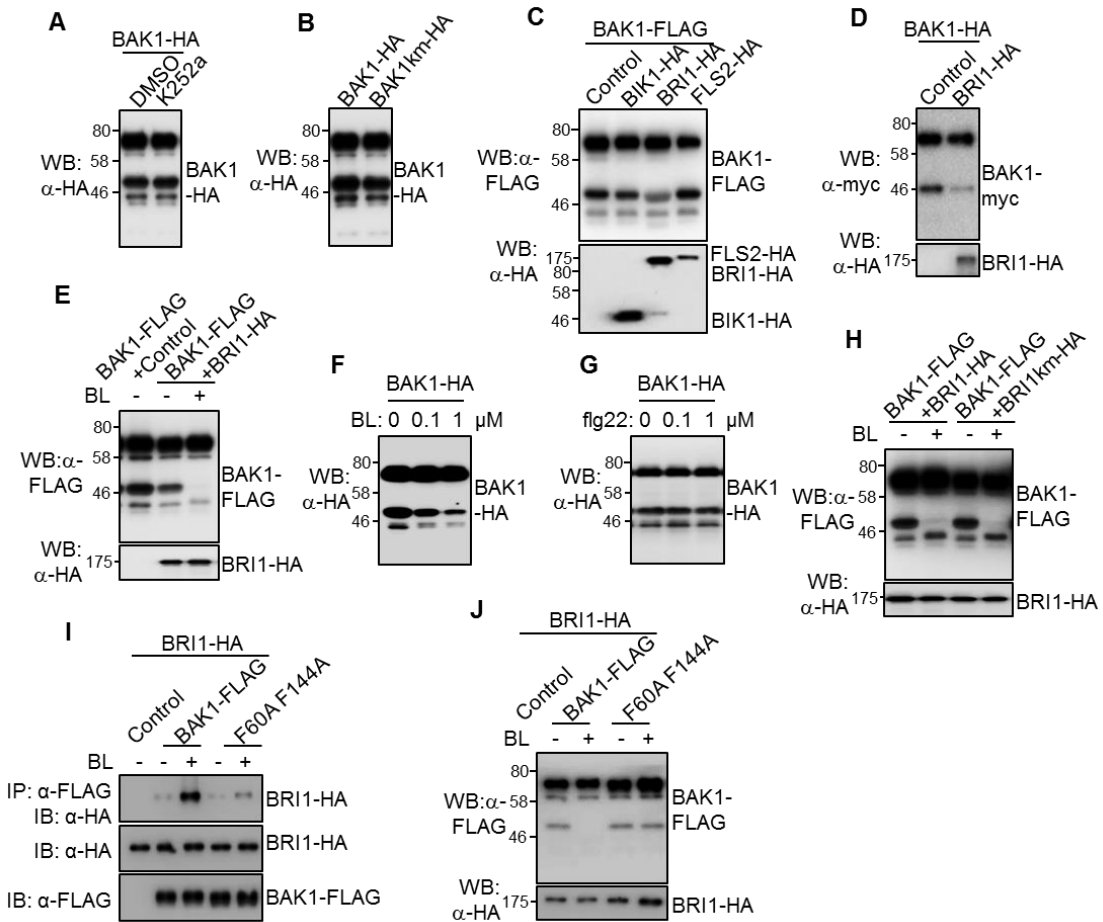 A
BAK1-HA
DMSO
K252a
80
58
46
WB:
α-HA
BAK1
-HA
B
BAK1-HA
BAK1km-HA
80
58
46
WB:
α-HA
BAK1
-HA
C
BAK1-FLAG
Control
BIK1-HA
BRI1-HA
FLS2-HA
80
58
46
WB:α-
FLAG
BAK1-
FLAG
WB:
α-HA
175
80
58
46
FLS2-HA
BRI1-HA
BIK1-HA
D
BAK1-HA
Control
BRI1-HA
80
58
46
WB:
α-myc
BAK1-
myc
WB:
α-HA
175
BRI1-HA
E
BAK1-FLAG
+Control
BAK1-FLAG
+BRI1-HA
BL - - +
80
58
46
WB:α-
FLAG
BAK1-
FLAG
WB:
α-HA
175
BRI1-HA
F
BAK1-HA
BL: 0 0.1 1 μM
80
58
46
WB:
α-HA
BAK1
-HA
G
BAK1-HA
flg22: 0 0.1 1 μM
80
58
46
WB:
α-HA
BAK1
-HA
H
BAK1-FLAG
+BRI1-HA
BAK1-FLAG
+BRI1km-HA
BL - + - +
80
58
46
WB:α-
FLAG
BAK1-
FLAG
WB:
α-HA
175
BRI1-HA
I
BRI1-HA
Control
BAK1-FLAG
F60A F144A
BL - - + - +
IP: α-FLAG
IB: α-HA
BRI1-HA
IB: α-HA
BRI1-HA
IB: α-FLAG
BAK1-FLAG
J
BRI1-HA
Control
BAK1-FLAG
F60A F144A
BL - + - +
80
58
46
WB:α-
FLAG
BAK1-
FLAG
WB:
α-HA
175
BRI1-HA